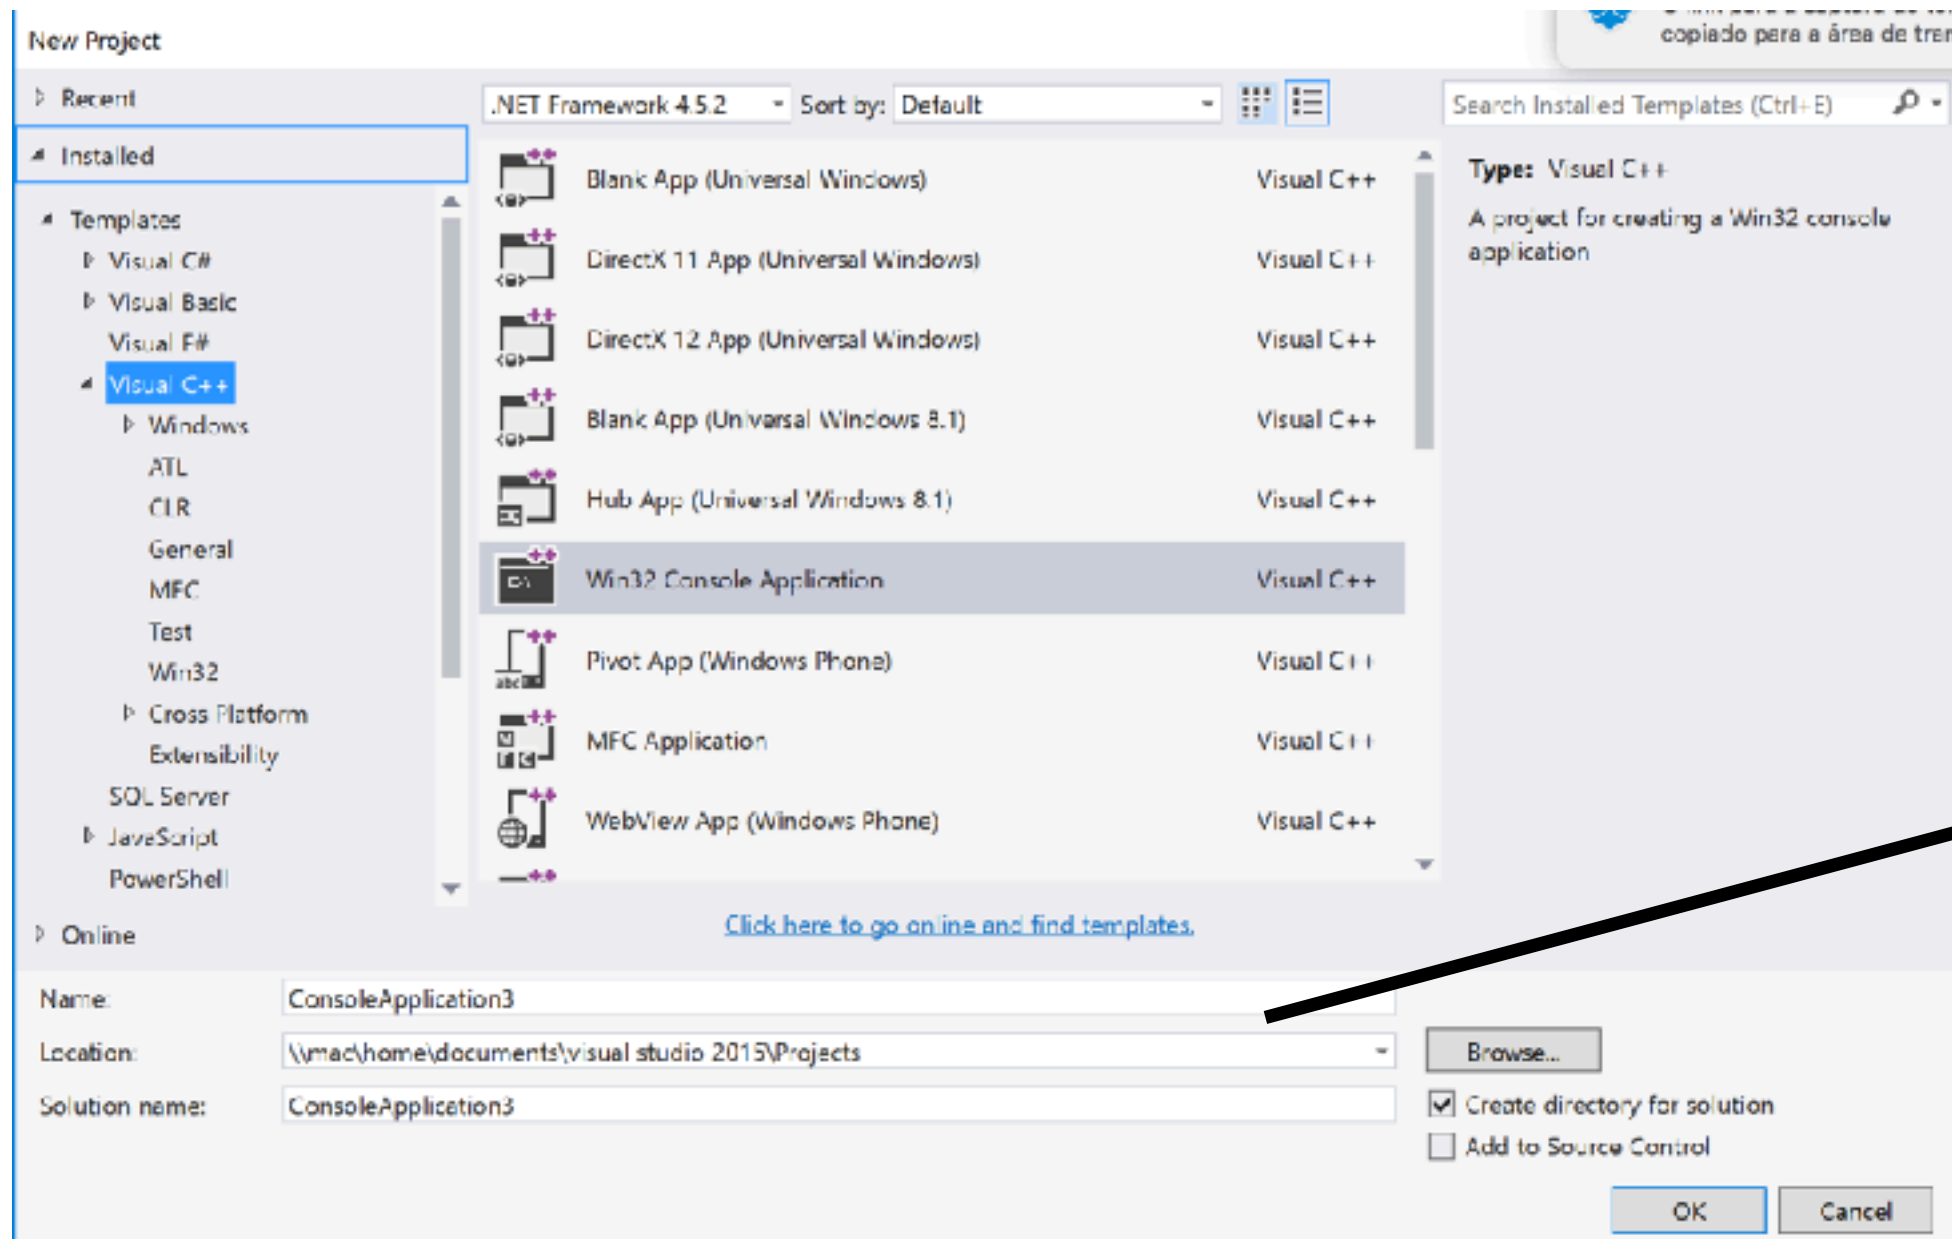 New Project
copiado para a área de
Recent
.NET Framework 4.5.2
Sort by: Default
Search Installed Templates (Ctrl+E)
Installed
Templates
Visual C#
Visual Basic
Visual F#
Visual C++
Windows
ATL
CLR
General
MFC
Test
Win32
Cross Platform
Extensibility
SQL Server
JavaScript
PowerShell
Online
Blank App (Universal Windows) Visual C++
DirectX 11 App (Universal Windows) Visual C++
DirectX 12 App (Universal Windows) Visual C++
Blank App (Universal Windows 8.1) Visual C++
Hub App (Universal Windows 8.1) Visual C++
Win32 Console Application Visual C++
Pivot App (Windows Phone) Visual C++
MFC Application Visual C++
WebView App (Windows Phone) Visual C++
Click here to go online and find templates.
Type: Visual C++
A project for creating a Win32 console
application
Name: ConsoleApplication3
Location: \\mac\home\documents\visual studio 2015\Projects
Browse...
Solution name: ConsoleApplication3
Create directory for solution
Add to Source Control
OK Cancel